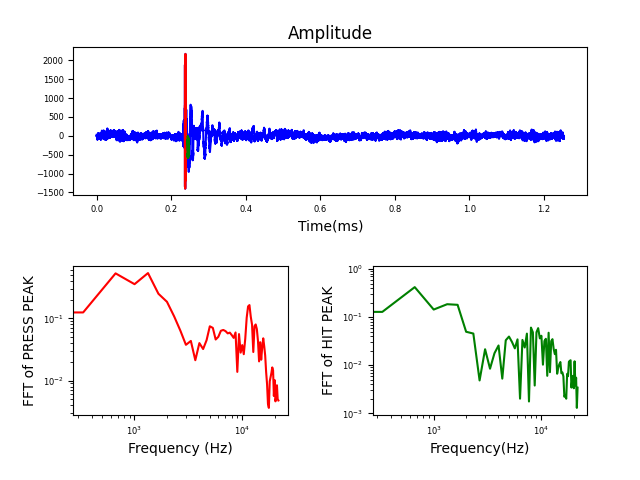 Amplitude
2000
1500
1000
500
0
−500
−1000
−1500
0.0 0.2 0.4 0.6 0.8 1.0 1.2
Time(ms)
FFT of PRESS PEAK
10⁻¹
10⁻²
10³ 10⁴
Frequency (Hz)
FFT of HIT PEAK
10⁰
10⁻¹
10⁻²
10⁻³
10³ 10⁴
Frequency(Hz)